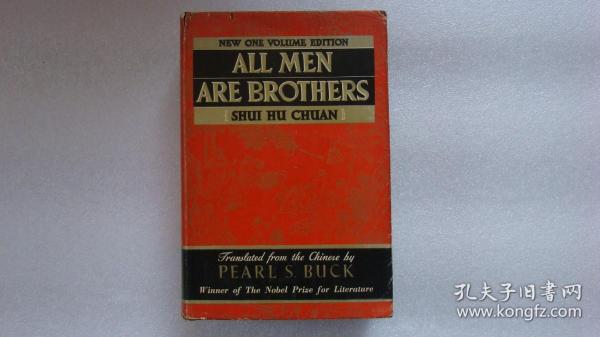 NEW ONE VOLUME EDITION
ALL MEN
ARE BROTHERS
[SHUI HU CHUAN]
Translated from the Chinese by
PEARL S. BUCK
Winner of The Nobel Prize for Literature
孔夫子旧书网
www.kongfz.com